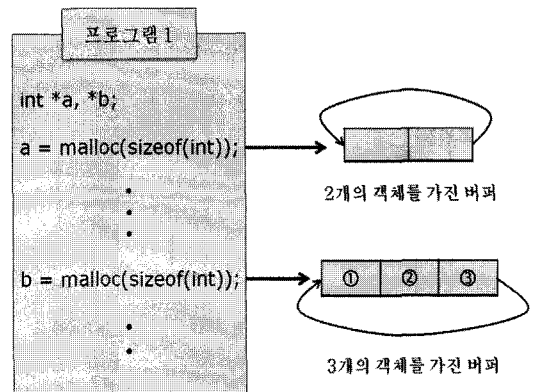 프로그램 1
int *a, *b;
a = malloc(sizeof(int));
2개의 객체를 가진 버퍼
b = malloc(sizeof(int));
① ② ③
3개의 객체를 가진 버퍼